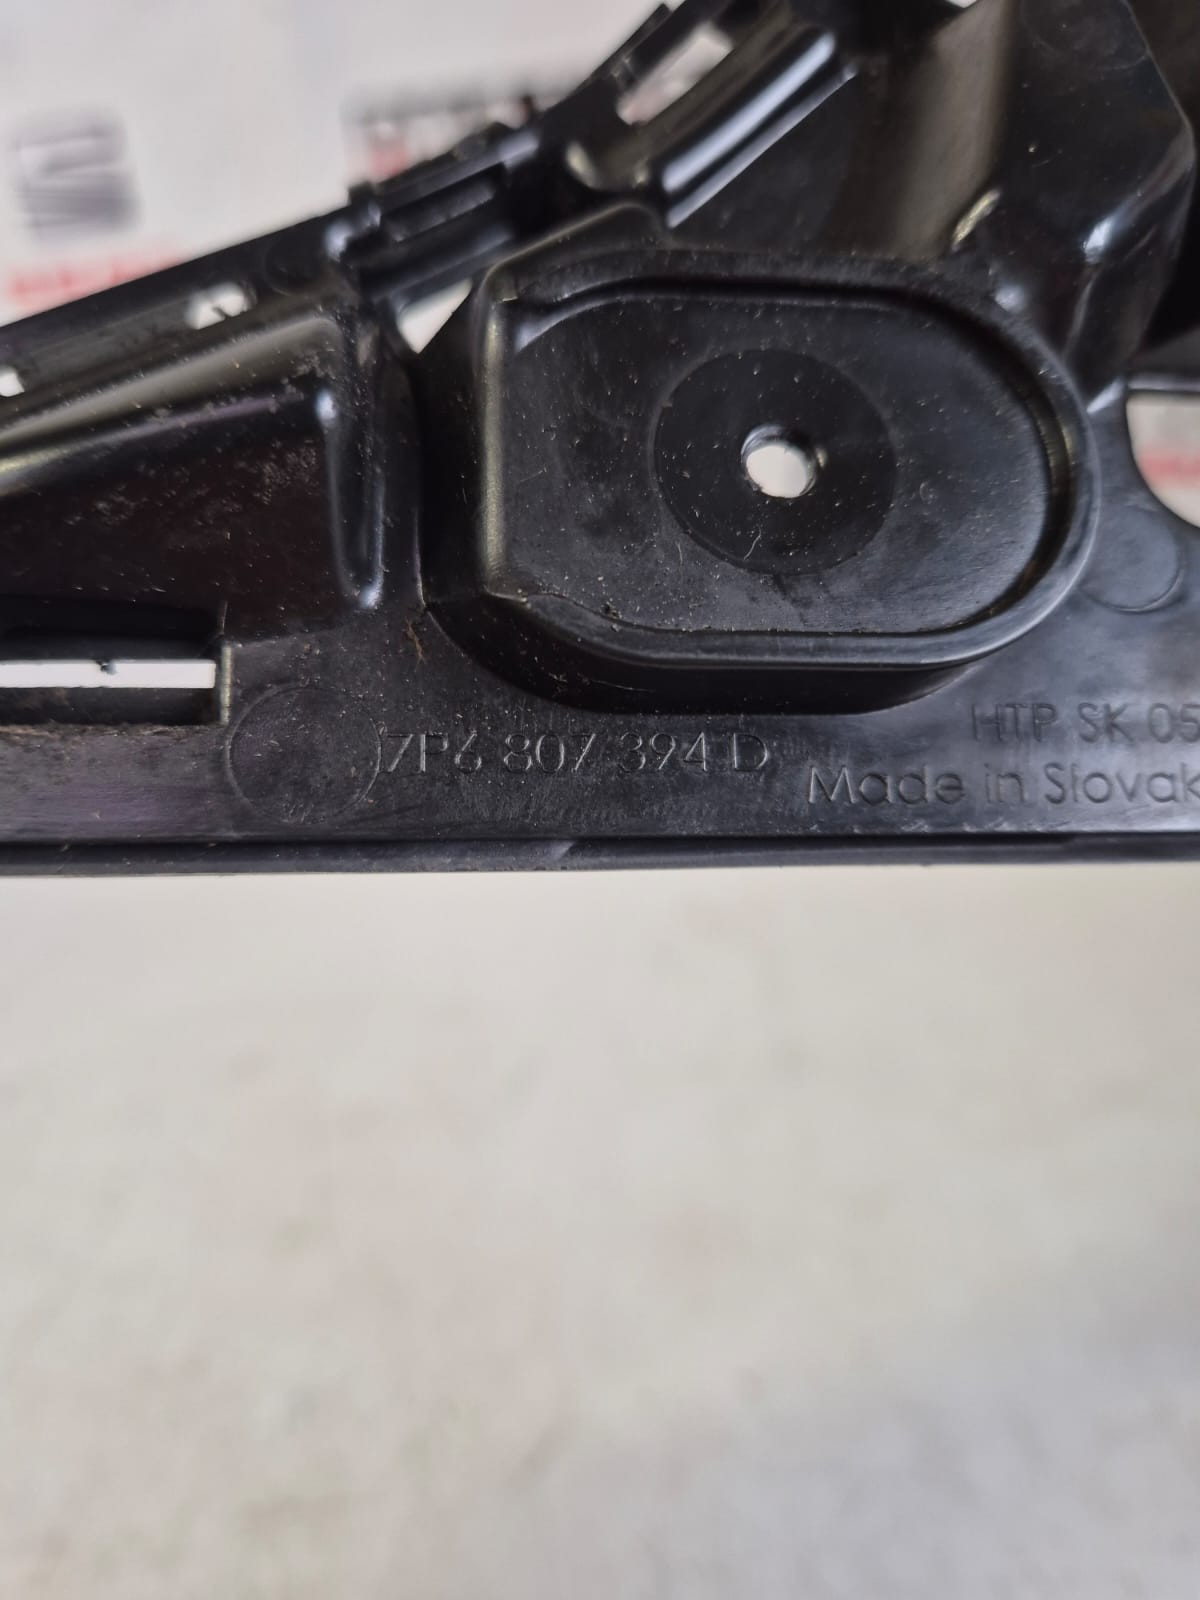 HTP SK 05
7P6 807 394 D
Made in Slovak